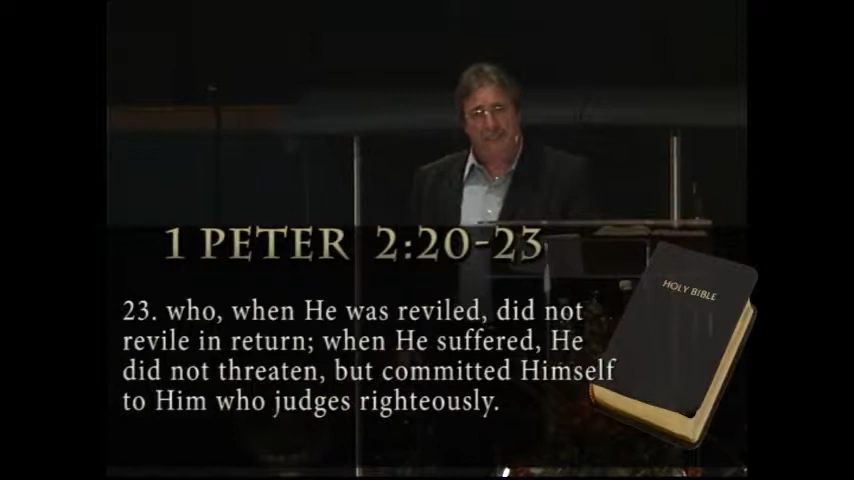 1 PETER 2:20-23
HOLY BIBLE
23. who, when He was reviled, did not
revile in return; when He suffered, He
did not threaten, but committed Himself
to Him who judges righteously.